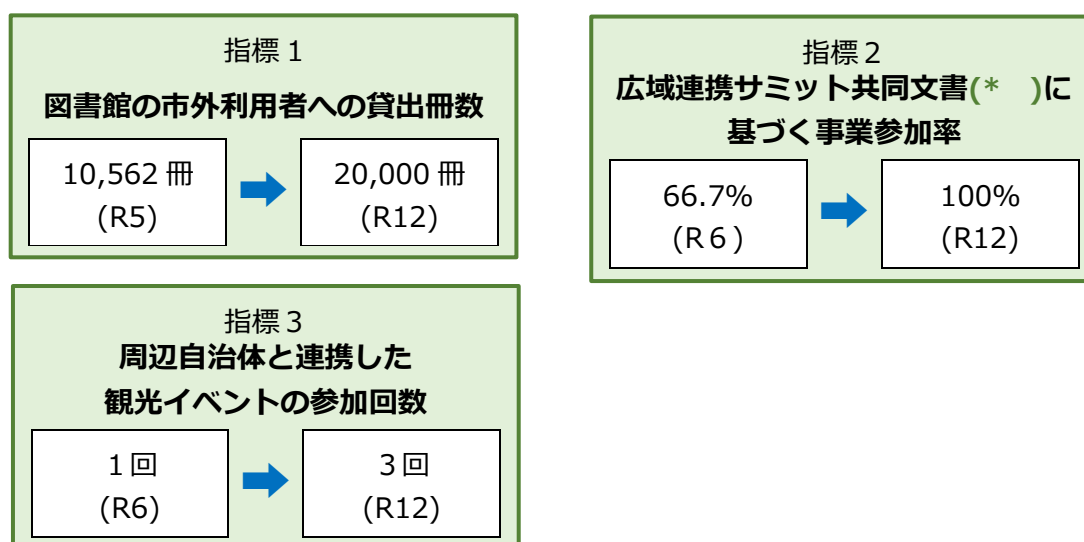 指標1
図書館の市外利用者への貸出冊数
10,562 冊
(R5)
20,000 冊
(R12)
指標2
広域連携サミット共同文書(*　)に
基づく事業参加率
66.7%
(R６)
100%
(R12)
指標3
周辺自治体と連携した
観光イベントの参加回数
1回
(R6)
3回
(R12)